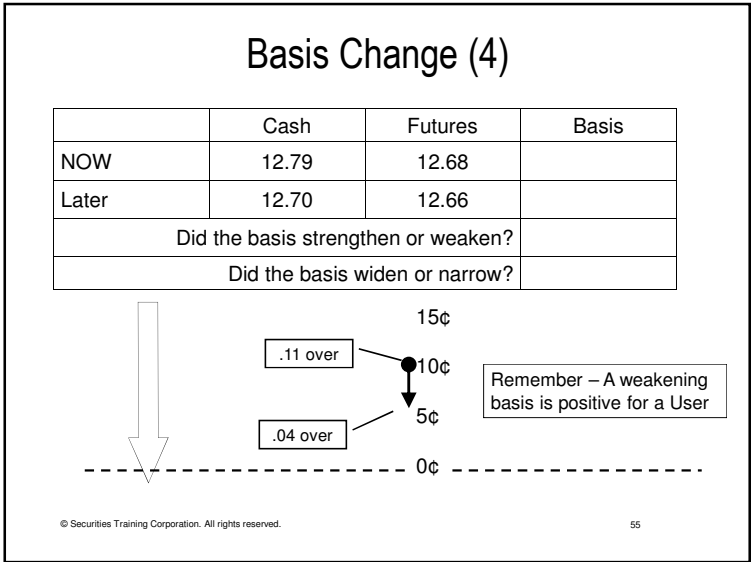 Basis Change (4)
Cash Futures Basis
NOW 12.79 12.68
Later 12.70 12.66
Did the basis strengthen or weaken?
Did the basis widen or narrow?
15¢
.11 over
10¢
Remember – A weakening
basis is positive for a User
5¢
.04 over
0¢
© Securities Training Corporation. All rights reserved. 55